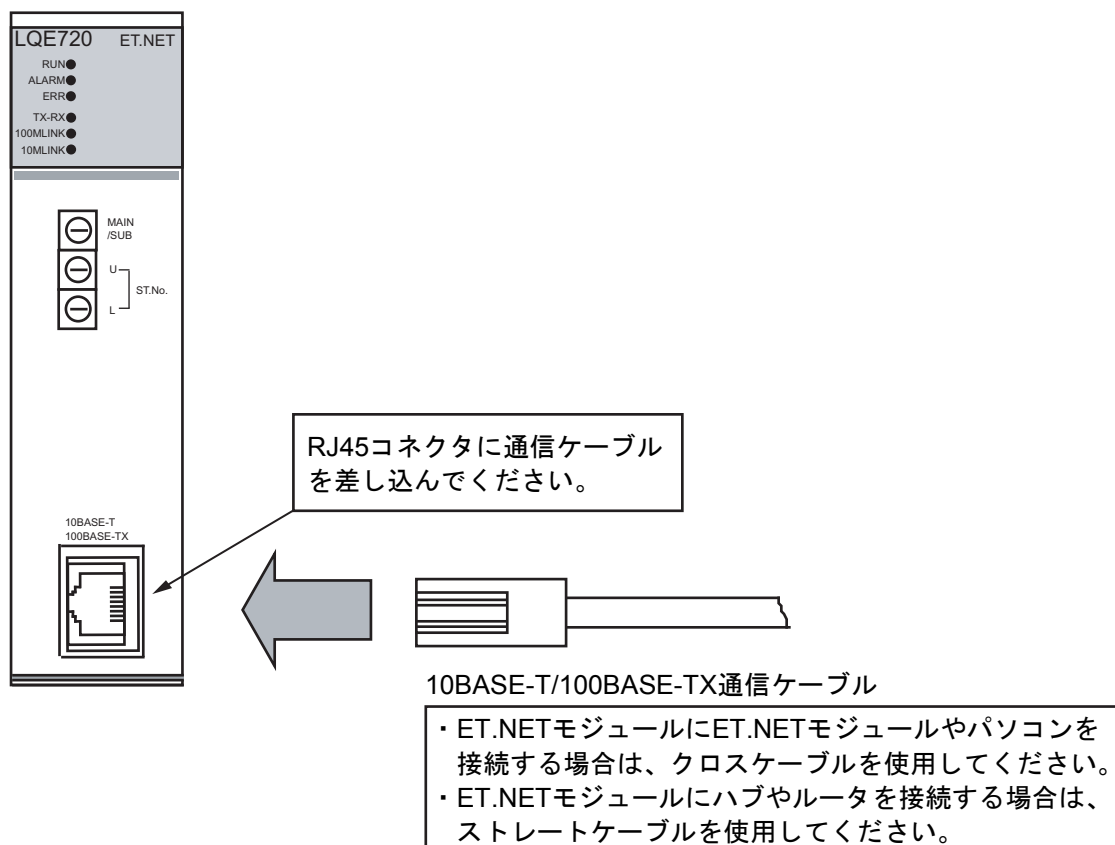 LQE720 ET.NET
RUN
ALARM
ERR
TX-RX
100MLINK
10MLINK
MAIN
/SUB
U
ST.No.
L
RJ45コネクタに通信ケーブル
を差し込んでください。
10BASE-T
100BASE-TX
10BASE-T/100BASE-TX通信ケーブル
・ET.NETモジュールにET.NETモジュールやパソコンを
接続する場合は、クロスケーブルを使用してください。
・ET.NETモジュールにハブやルータを接続する場合は、
ストレートケーブルを使用してください。